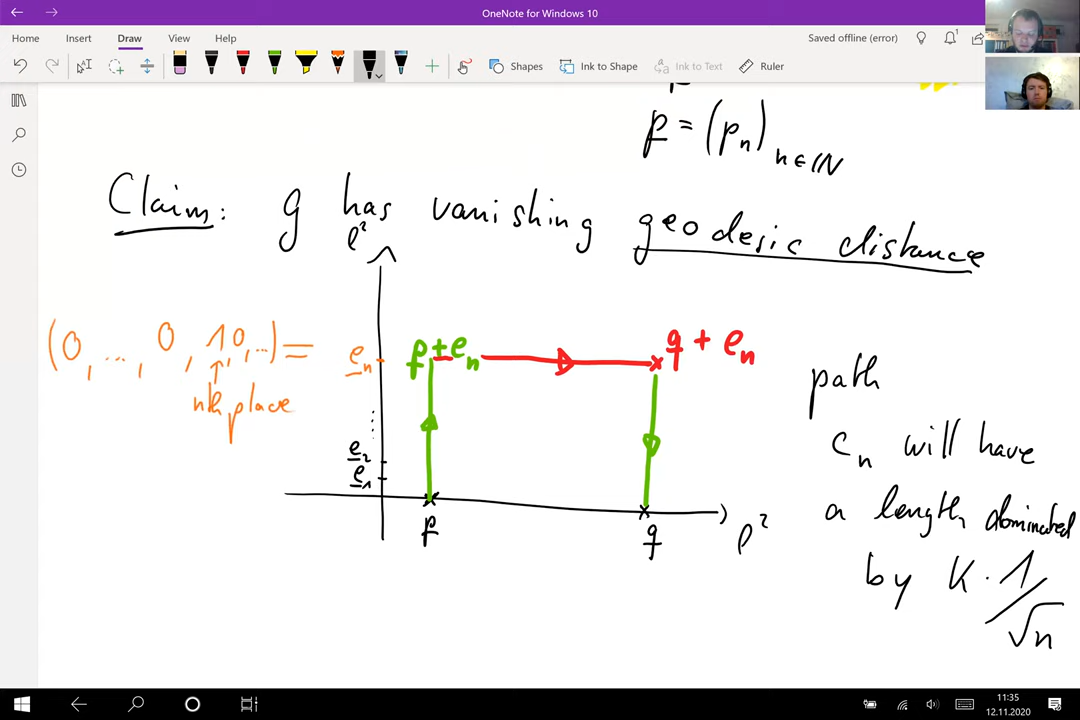 OneNote for Windows 10
Home Insert Draw View Help
Saved offline (error)
Shapes Ink to Shape Ink to Text Ruler
p = (pₙ) n∈ℕ
Claim: g has vanishing geodesic distance
ℓ²
(0, ..., 0, 1, 0, ...) = eₙ
↑
nth place
p + eₙ
q + eₙ
⋮
e₂
e₁
p
q
ℓ²
path
cₙ will have
a length dominated
by K · 1/√n
11:35
12.11.2020